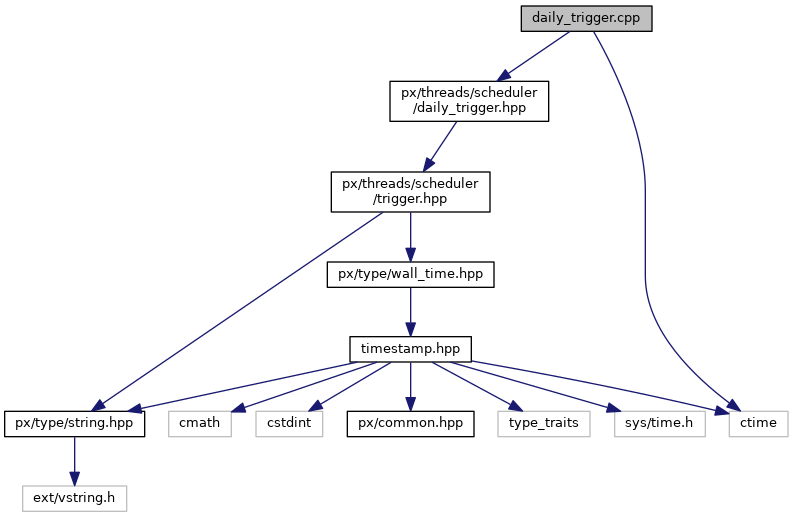 daily_trigger.cpp
px/threads/scheduler
/daily_trigger.hpp
px/threads/scheduler
/trigger.hpp
px/type/wall_time.hpp
timestamp.hpp
px/type/string.hpp
cmath
cstdint
px/common.hpp
type_traits
sys/time.h
ctime
ext/vstring.h